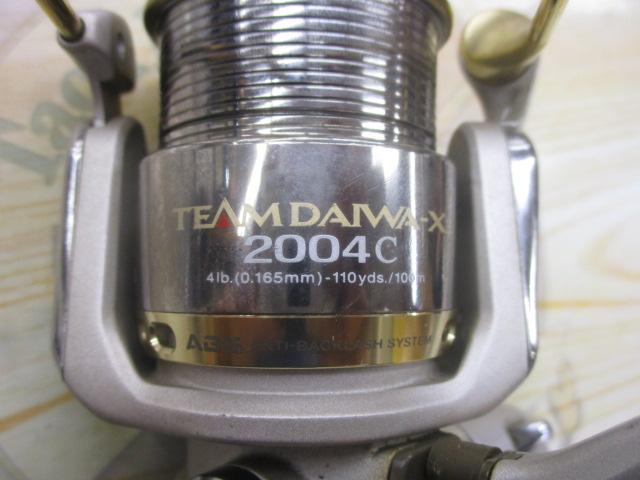 TEAM DAIWA-X
2004C
4lb.(0.165mm)-110yds./100m
ABS ANTI-BACKLASH SYSTEM